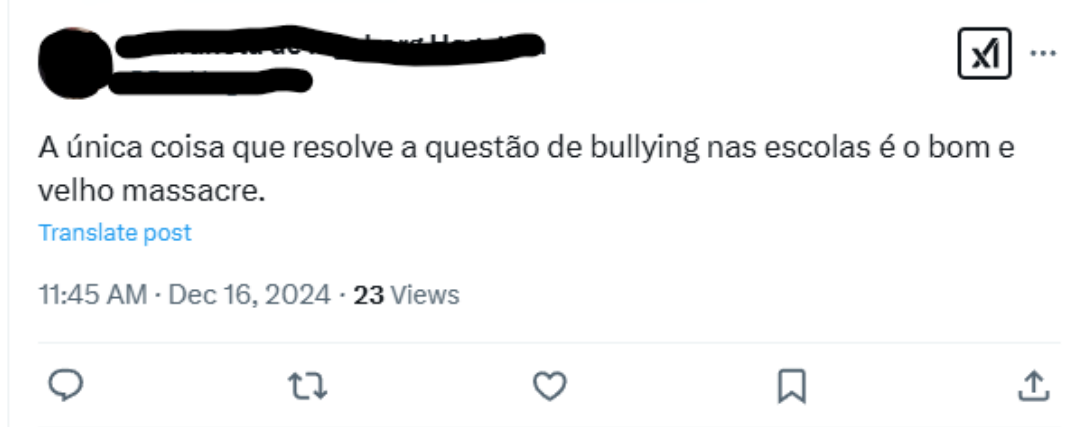 A única coisa que resolve a questão de bullying nas escolas é o bom e
velho massacre.
Translate post
11:45 AM · Dec 16, 2024 · 23 Views